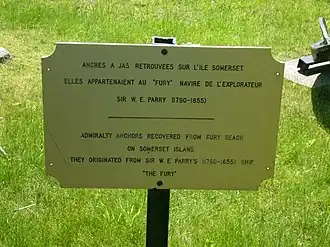 ANCRES A JAS RETROUVEES SUR L'ILE SOMERSET
ELLES APPARTENAIENT AU "FURY" NAVIRE DE L'EXPLORATEUR
SIR W. E. PARRY (1790-1855)
ADMIRALTY ANCHORS RECOVERED FROM FURY BEACH
ON SOMERSET ISLAND.
THEY ORIGINATED FROM SIR W. E. PARRY'S (1790-1855) SHIP,
"THE FURY"